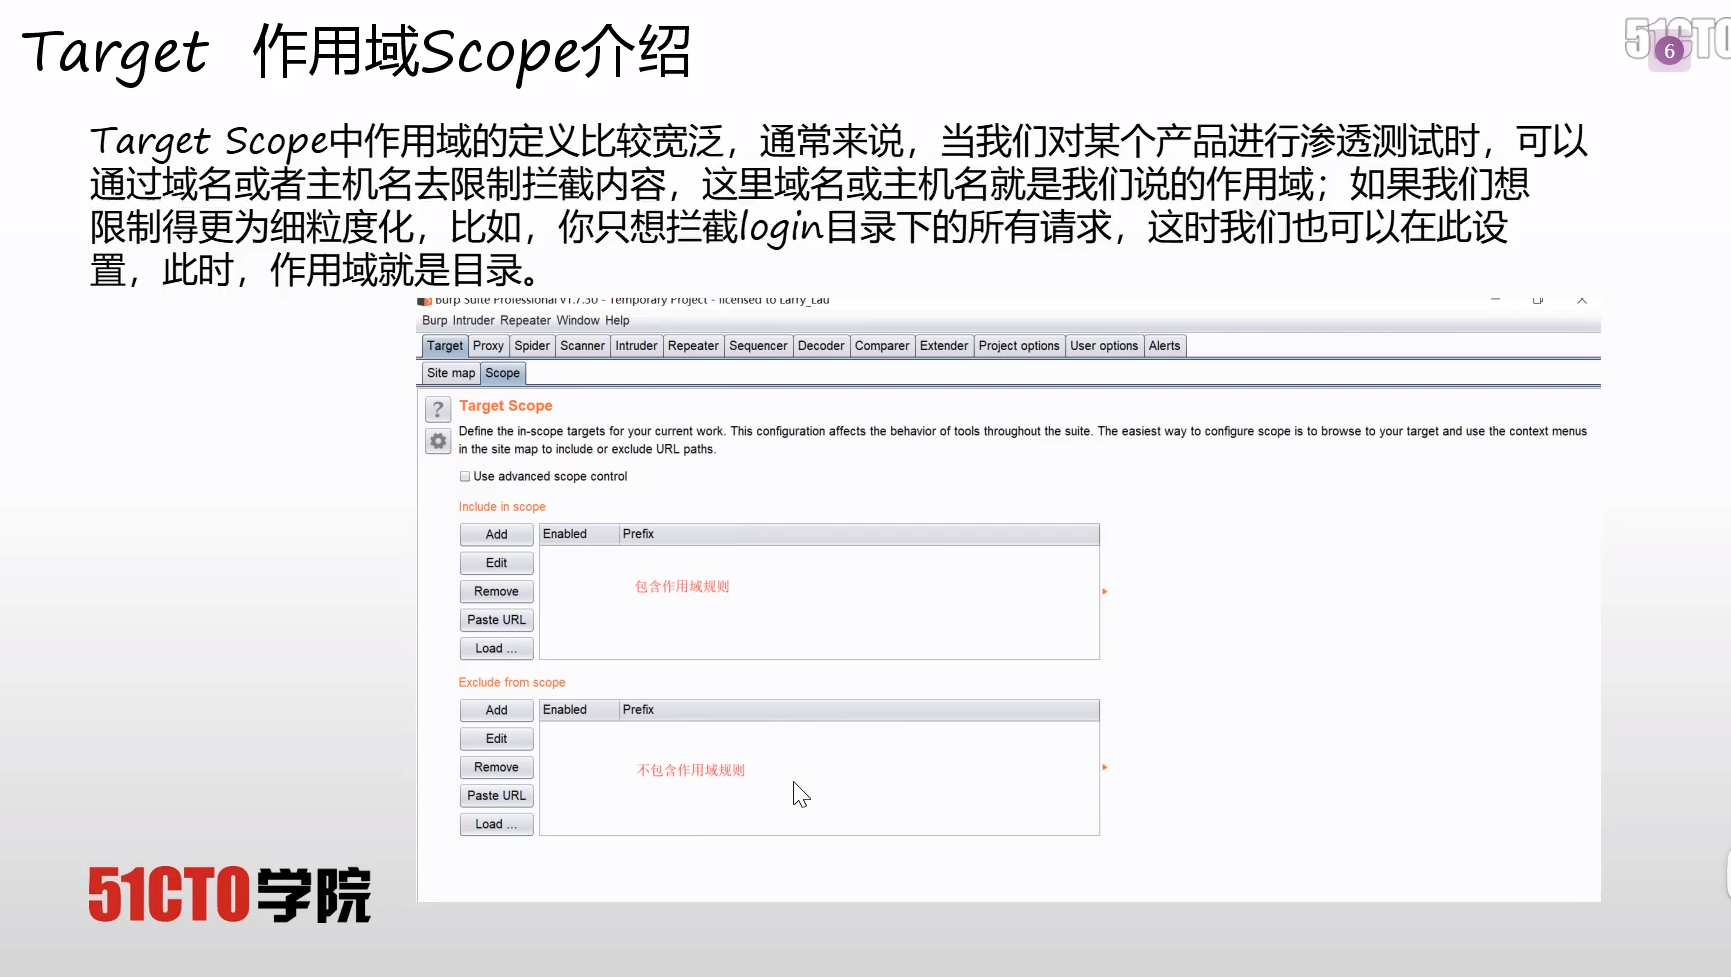 Target 作用域Scope介绍
51CTO
6
Target Scope中作用域的定义比较宽泛，通常来说，当我们对某个产品进行渗透测试时，可以
通过域名或者主机名去限制拦截内容，这里域名或主机名就是我们说的作用域；如果我们想
限制得更为细粒度化，比如，你只想拦截login目录下的所有请求，这时我们也可以在此设
置，此时，作用域就是目录。
Burp Suite Professional v1.7.30 - Temporary Project - licensed to Larry_Lau
Burp Intruder Repeater Window Help
Target Proxy Spider Scanner Intruder Repeater Sequencer Decoder Comparer Extender Project options User options Alerts
Site map Scope
? Target Scope
Define the in-scope targets for your current work. This configuration affects the behavior of tools throughout the suite. The easiest way to configure scope is to browse to your target and use the context menus
in the site map to include or exclude URL paths.
Use advanced scope control
Include in scope
Add Enabled Prefix
Edit
包含作用域规则
Remove
Paste URL
Load ...
Exclude from scope
Add Enabled Prefix
Edit
Remove
不包含作用域规则
Paste URL
Load ...
51CTO学院